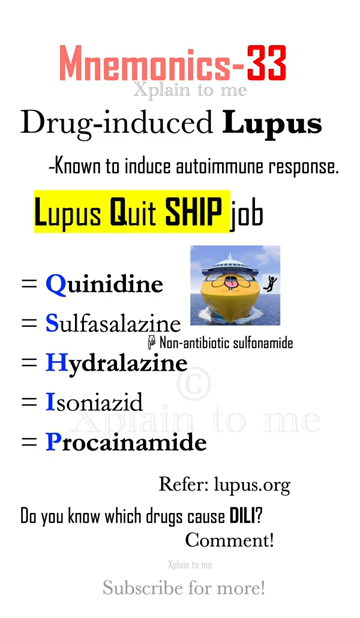 Mnemonics-33
Xplain to me
Drug-induced Lupus
-Known to induce autoimmune response.
Lupus Quit SHIP job
= Quinidine
= Sulfasalazine
Non-antibiotic sulfonamide
= Hydralazine
©
= Isoniazid
Xplain to me
= Procainamide
Refer: lupus.org
Do you know which drugs cause DILI?
Comment!
Xplain to me
Subscribe for more!